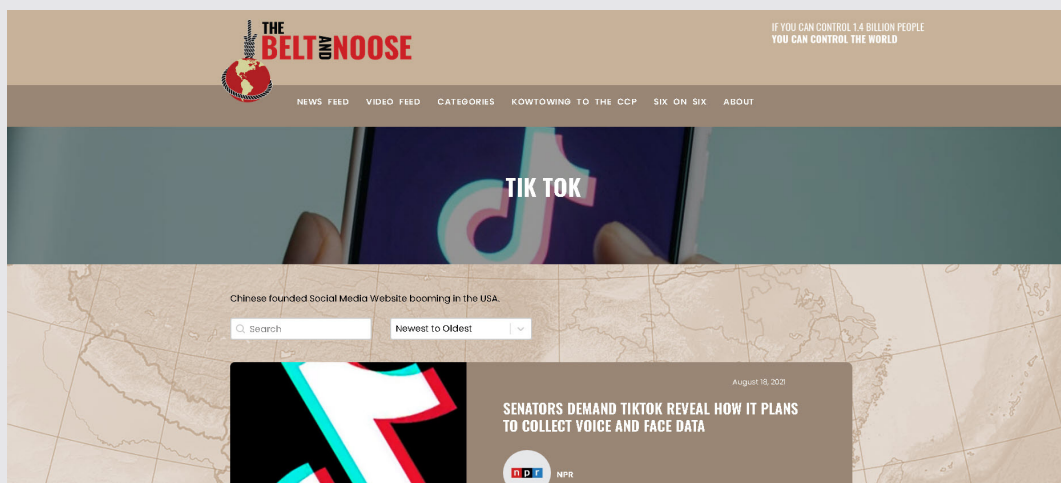 THE
BELT AND NOOSE
IF YOU CAN CONTROL 1.4 BILLION PEOPLE
YOU CAN CONTROL THE WORLD
NEWS FEED VIDEO FEED CATEGORIES KOWTOWING TO THE CCP SIX ON SIX ABOUT
TIK TOK
Chinese founded Social Media Website booming in the USA.
Search Newest to Oldest
August 18, 2021
SENATORS DEMAND TIKTOK REVEAL HOW IT PLANS
TO COLLECT VOICE AND FACE DATA
npr NPR